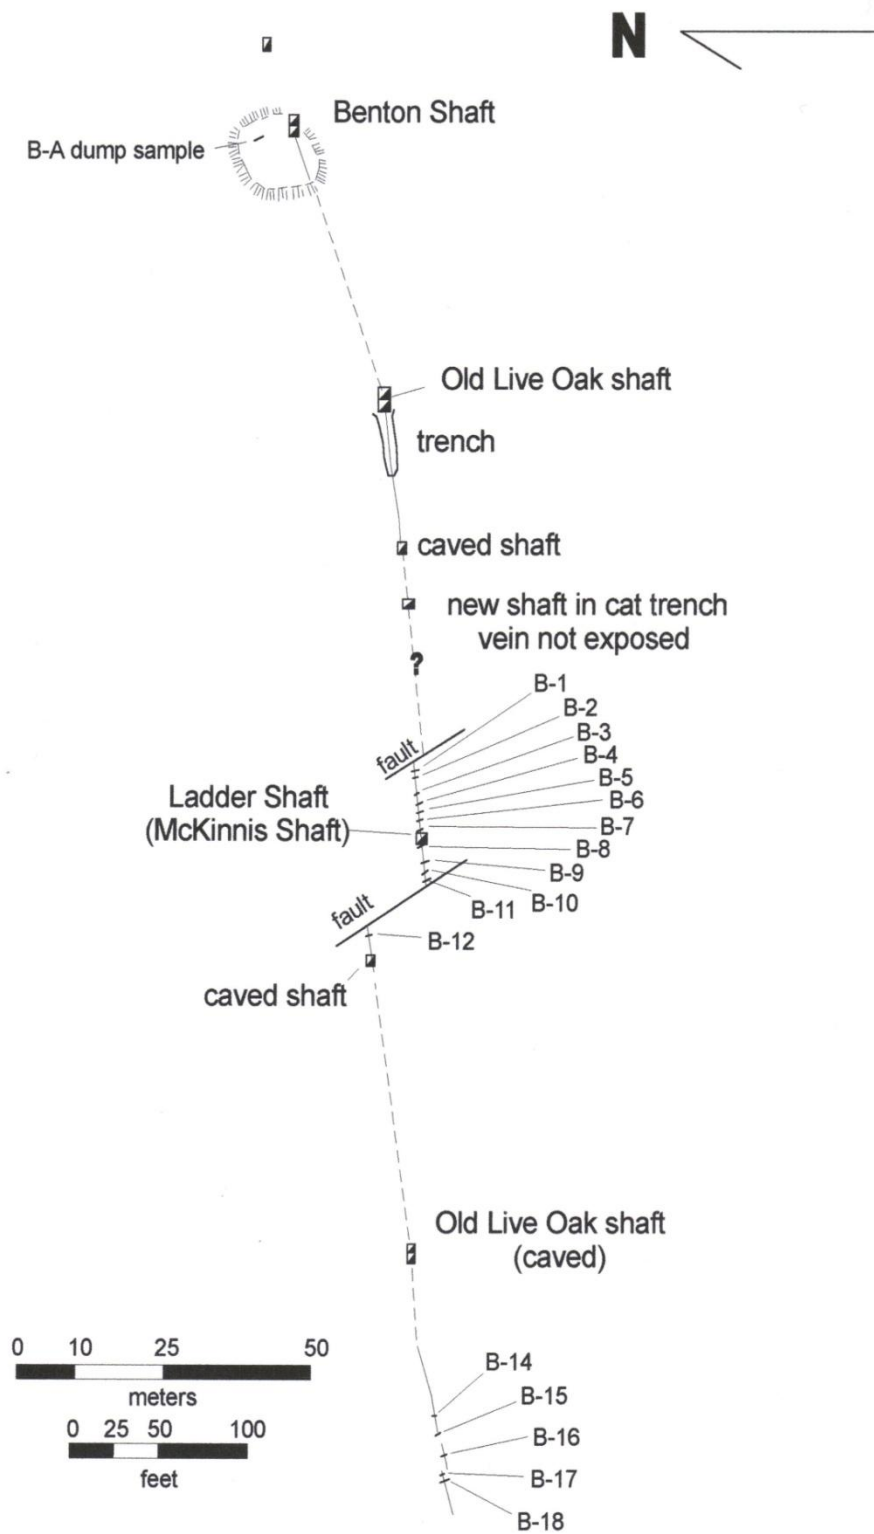 N
Benton Shaft
B-A dump sample
Old Live Oak shaft
trench
caved shaft
new shaft in cat trench
vein not exposed
?
B-1
B-2
B-3
fault
B-4
B-5
Ladder Shaft
B-6
(McKinnis Shaft)
B-7
B-8
B-9
B-10
B-11
fault
B-12
caved shaft
Old Live Oak shaft
(caved)
0 10 25 50
meters
0 25 50 100
feet
B-14
B-15
B-16
B-17
B-18